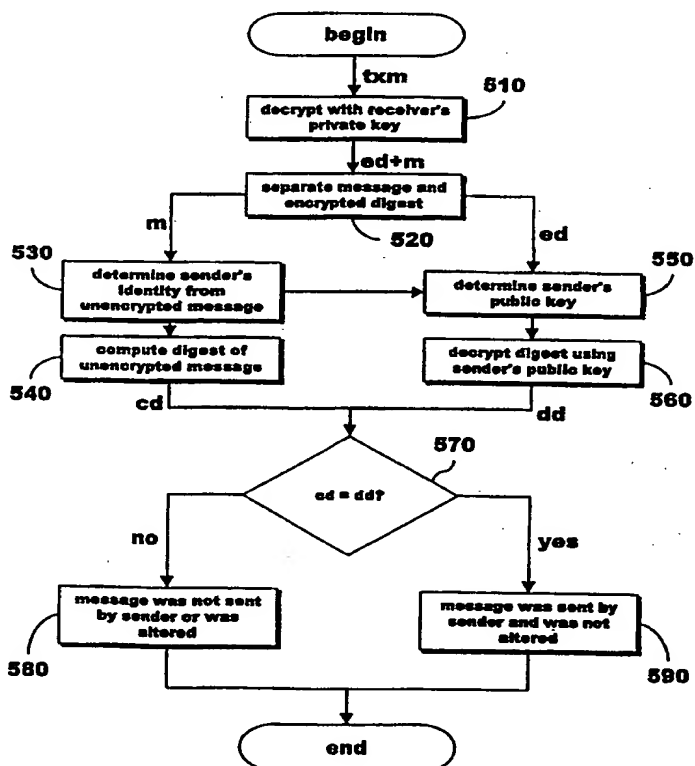 begin
txm
510
decrypt with receiver's
private key
ed+m
separate message and
encrypted digest
m
520
ed
530
550
determine sender's
identity from
unencrypted message
determine sender's
public key
compute digest of
unencrypted message
decrypt digest using
sender's public key
540
560
cd
dd
570
cd = dd?
no
yes
message was not sent
by sender or was
altered
message was sent by
sender and was not
altered
580
590
end